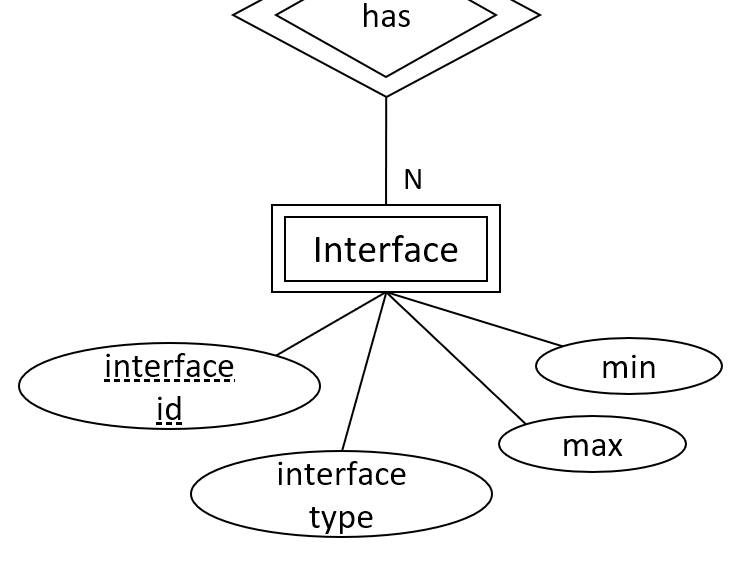 has
N
Interface
interface
id
min
max
interface
type